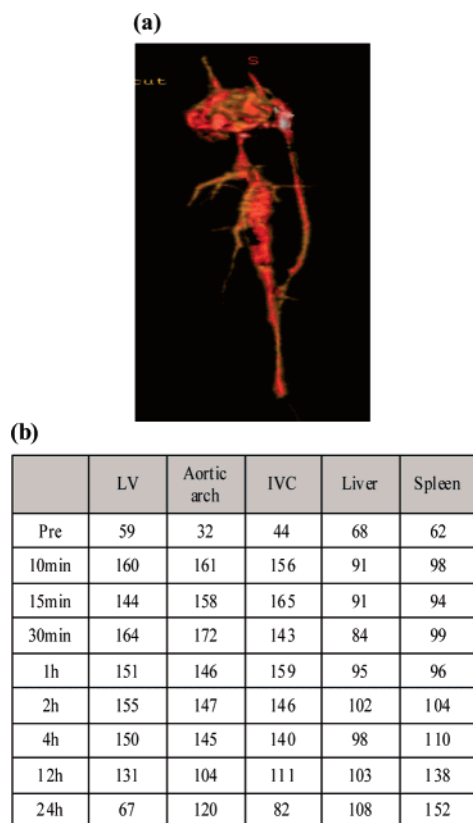 (a)
cut
S
(b)
LV Aortic arch IVC Liver Spleen
Pre 59 32 44 68 62
10min 160 161 156 91 98
15min 144 158 165 91 94
30min 164 172 143 84 99
1h 151 146 159 95 96
2h 155 147 146 102 104
4h 150 145 140 98 110
12h 131 104 111 103 138
24h 67 120 82 108 152